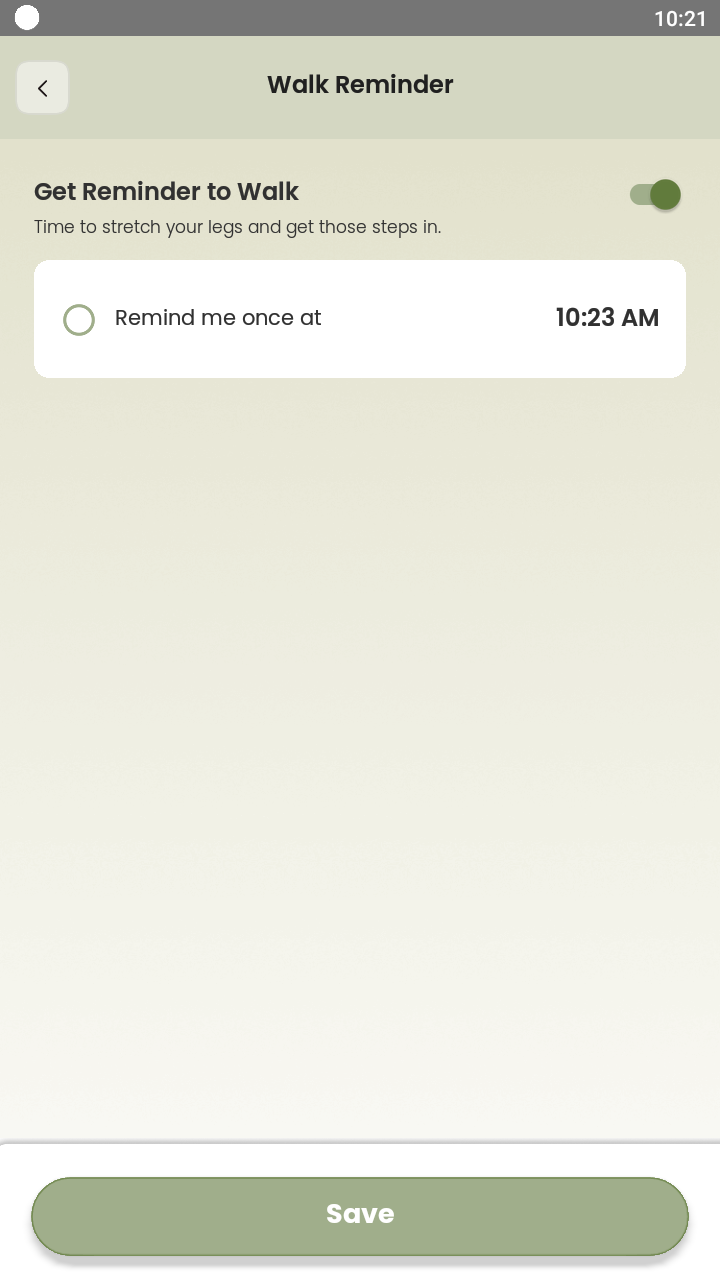 10:21
Walk Reminder
Get Reminder to Walk
Time to stretch your legs and get those steps in.
Remind me once at 10:23 AM
Save